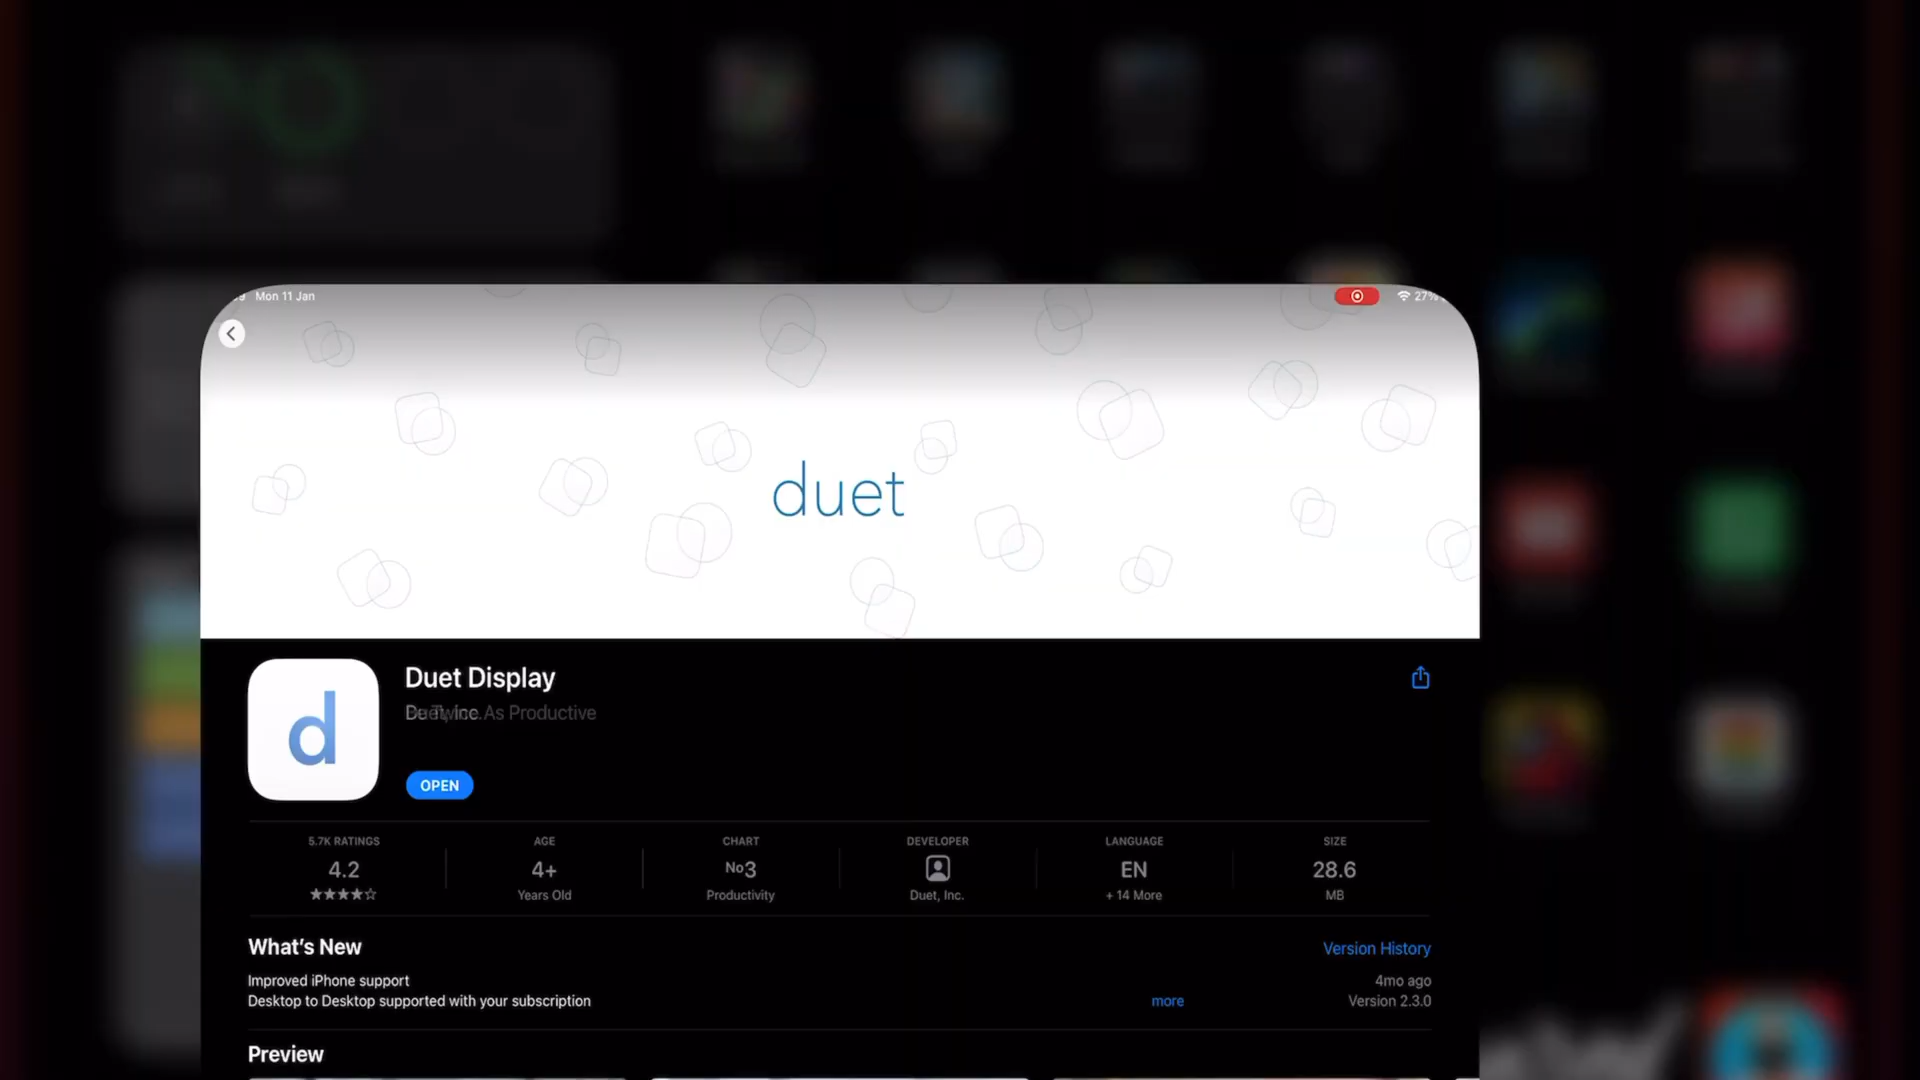 Mon 11 Jan
27%
duet
d
Duet Display
As Productive
OPEN
5.7K RATINGS
4.2
★★★★☆
AGE
4+
Years Old
CHART
No3
Productivity
DEVELOPER
Duet, Inc.
LANGUAGE
EN
+ 14 More
SIZE
28.6
MB
What's New
Version History
Improved iPhone support
4mo ago
Desktop to Desktop supported with your subscription
more
Version 2.3.0
Preview